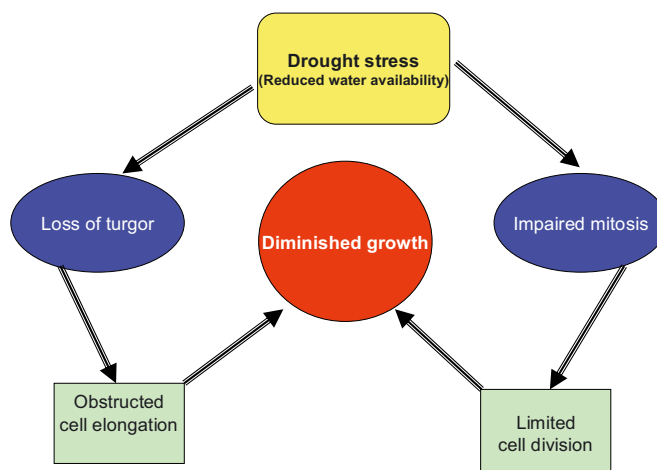 Drought stress
(Reduced water availability)
Loss of turgor
Impaired mitosis
Diminished growth
Obstructed
cell elongation
Limited
cell division